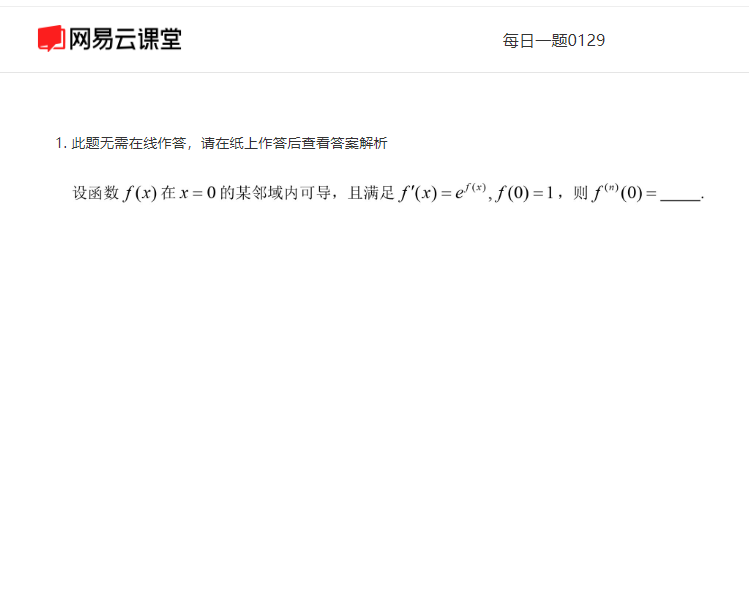 网易云课堂
每日一题0129
1. 此题无需在线作答，请在纸上作答后查看答案解析
设函数 f(x) 在 x = 0 的某邻域内可导，且满足 f′(x) = e^{f(x)}, f(0) = 1，则 f^{(n)}(0) = _____.